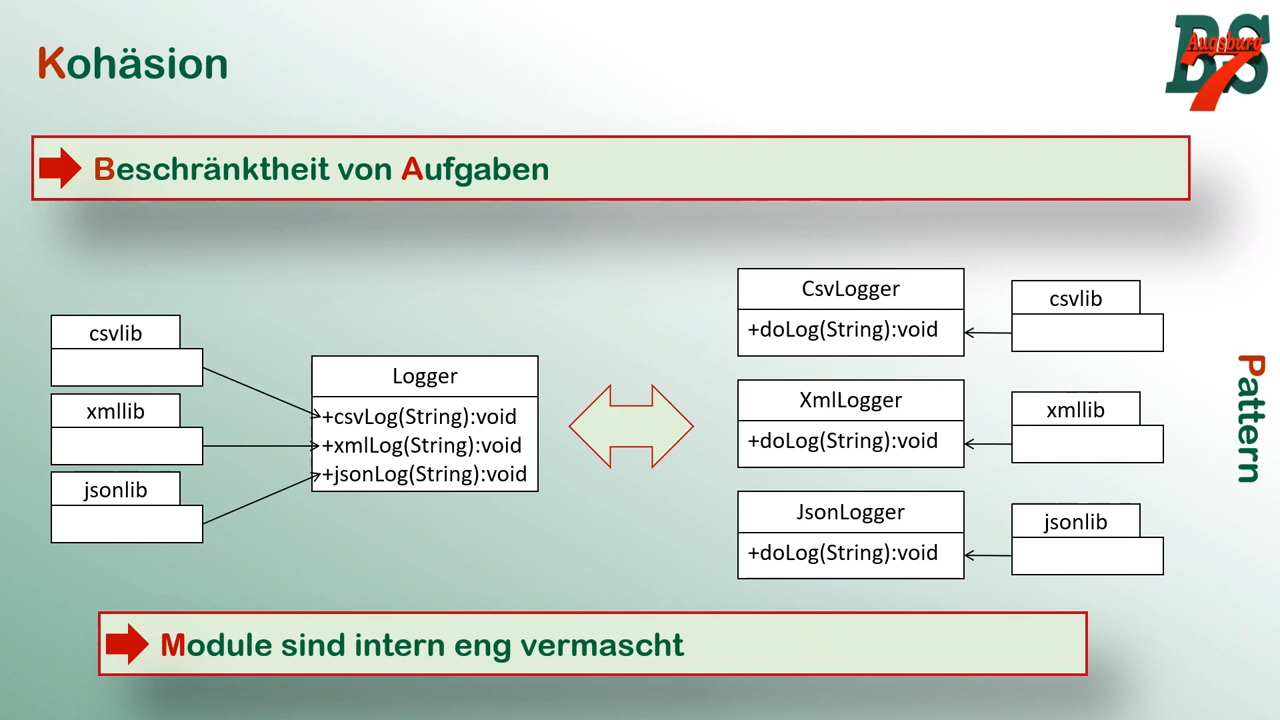 Kohäsion
BS
Augsburg
7
Beschränktheit von Aufgaben
csvlib
xmllib
jsonlib
Logger
+csvLog(String):void
+xmlLog(String):void
+jsonLog(String):void
CsvLogger
+doLog(String):void
csvlib
XmlLogger
+doLog(String):void
xmllib
JsonLogger
+doLog(String):void
jsonlib
Pattern
Module sind intern eng vermascht